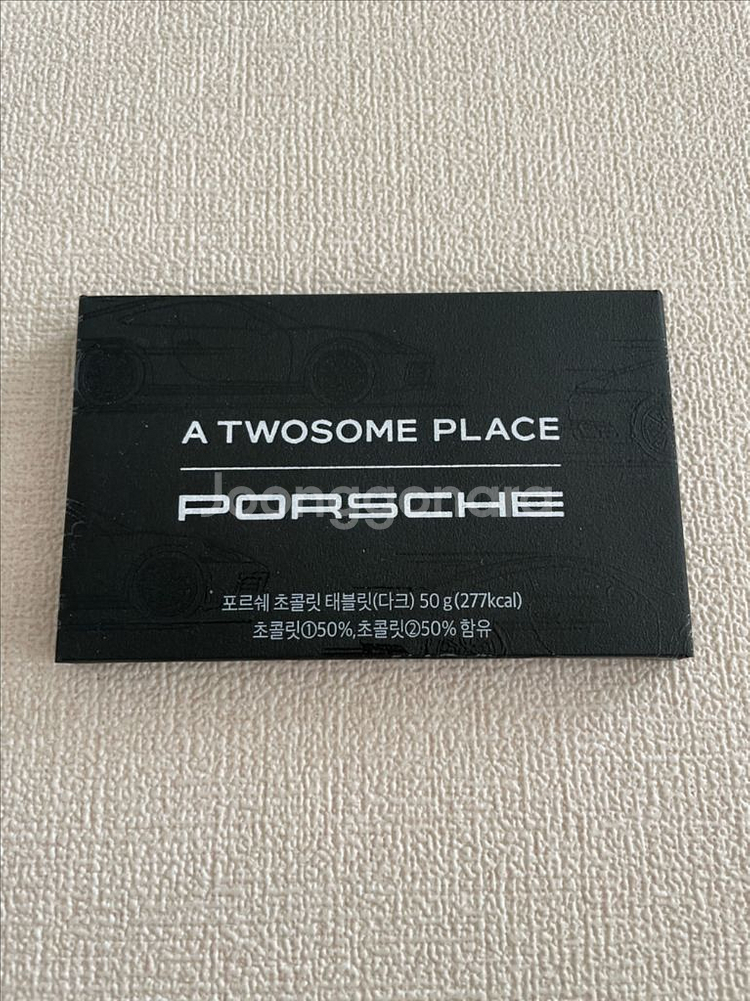 A TWOSOME PLACE
PORSCHE
Joonggonara
포르쉐 초콜릿 태블릿(다크) 50 g(277kcal)
초콜릿①50%,초콜릿②50% 함유